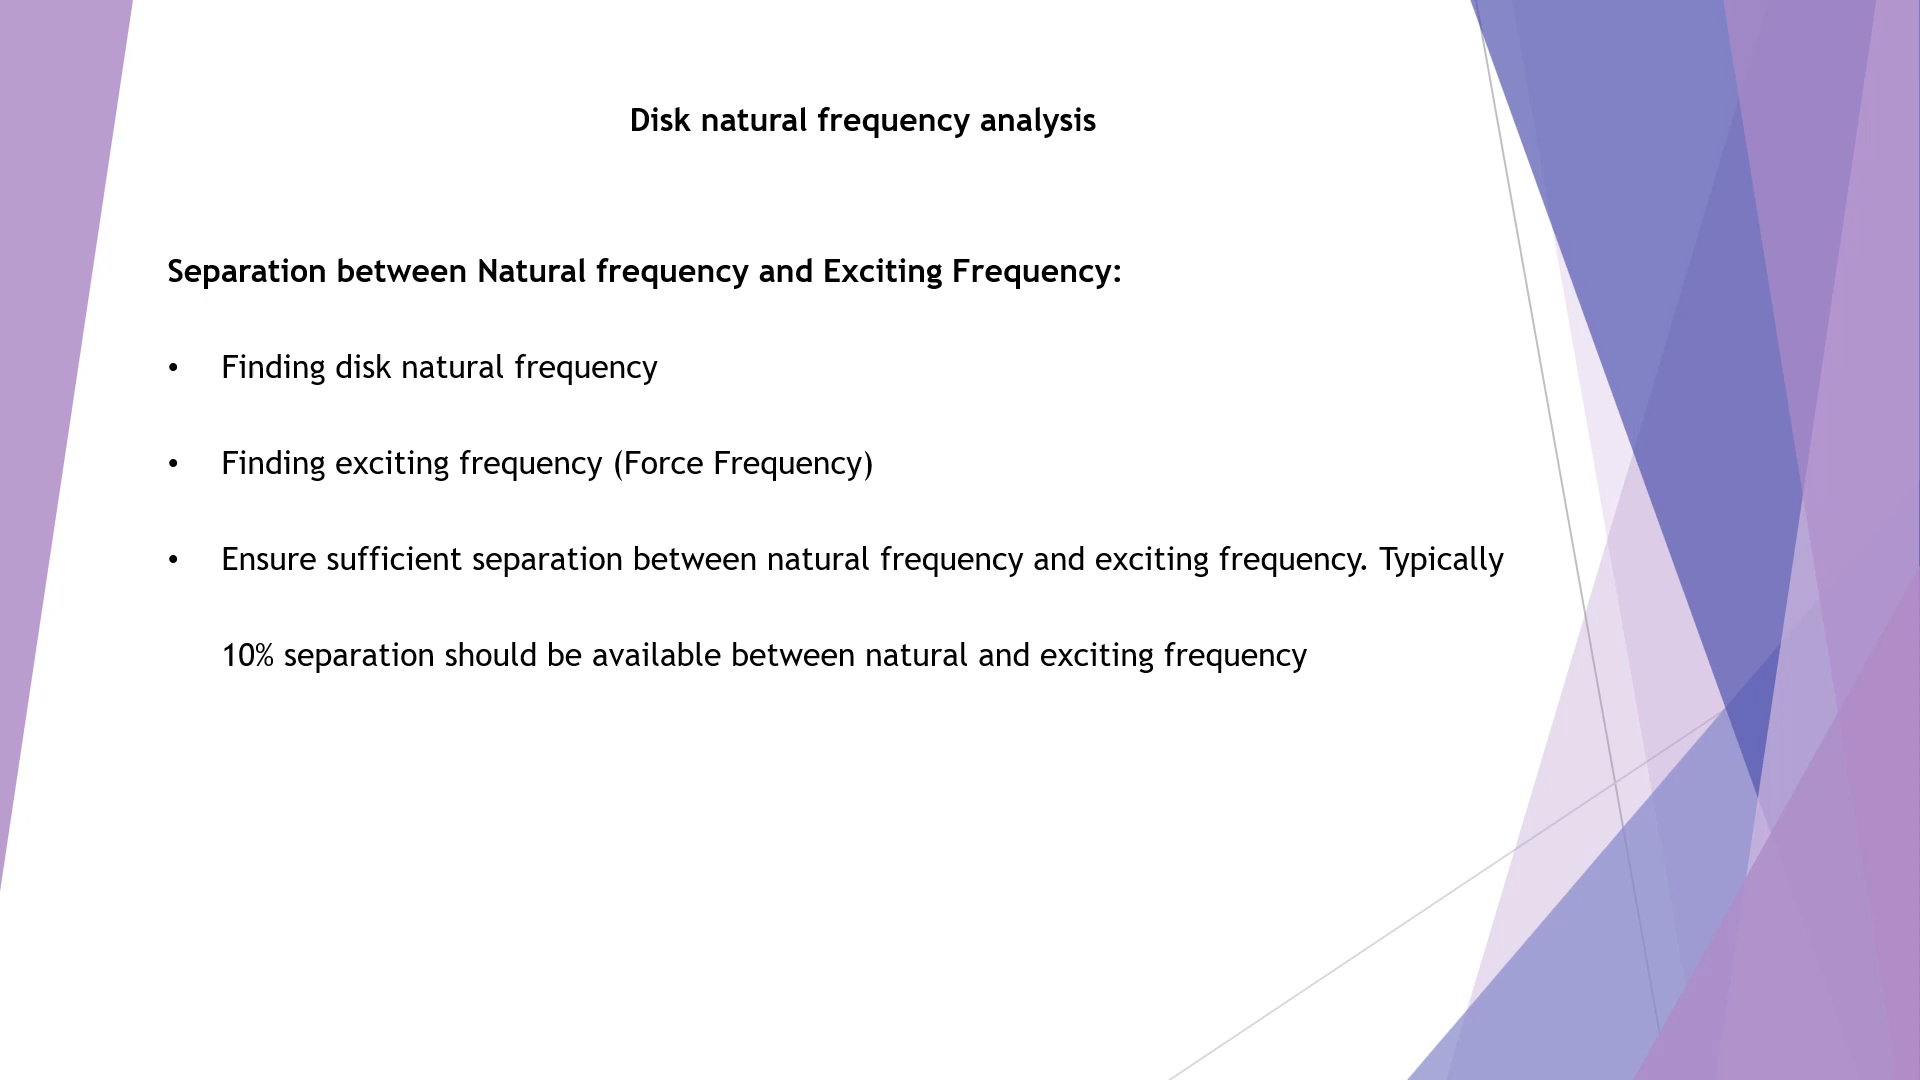 Disk natural frequency analysis
Separation between Natural frequency and Exciting Frequency:
• Finding disk natural frequency
• Finding exciting frequency (Force Frequency)
• Ensure sufficient separation between natural frequency and exciting frequency. Typically
10% separation should be available between natural and exciting frequency